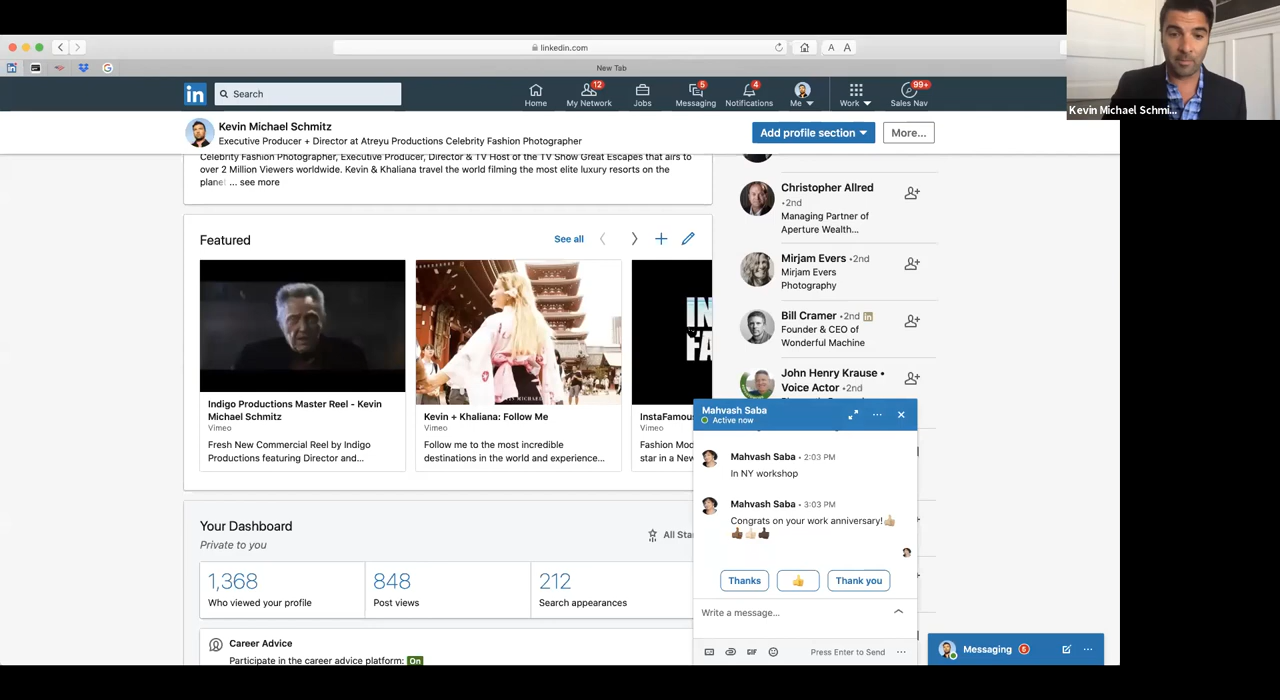 linkedin.com
A A
New Tab
Kevin Michael Schmi...
in
Search
12
5
4
99+
Home
My Network
Jobs
Messaging
Notifications
Me
Work
Sales Nav
Kevin Michael Schmitz
Executive Producer + Director at Atreyu Productions Celebrity Fashion Photographer
Add profile section
More...
Celebrity Fashion Photographer, Executive Producer, Director & TV Host of the TV Show Great Escapes that airs to
over 2 Million Viewers worldwide. Kevin & Khaliana travel the world filming the most elite luxury resorts on the
planet ... see more
Featured
See all
Indigo Productions Master Reel - Kevin
Michael Schmitz
Vimeo
Fresh New Commercial Reel by Indigo
Productions featuring Director and...
Kevin + Khaliana: Follow Me
Vimeo
Follow me to the most incredible
destinations in the world and experience...
IN
FA
InstaFamous
Vimeo
Fashion Mod
star in a New
Your Dashboard
Private to you
All Star
1,368
Who viewed your profile
848
Post views
212
Search appearances
Career Advice
Participate in the career advice platform: On
Christopher Allred
•2nd
Managing Partner of
Aperture Wealth...
Mirjam Evers •2nd
Mirjam Evers
Photography
Bill Cramer •2nd in
Founder & CEO of
Wonderful Machine
John Henry Krause •
Voice Actor •2nd
Mahvash Saba
Active now
Mahvash Saba • 2:03 PM
In NY workshop
Mahvash Saba • 3:03 PM
Congrats on your work anniversary!👍🏼
👍🏾👍🏻👍🏿
Thanks
👍
Thank you
Write a message...
GIF
Press Enter to Send
Messaging 5